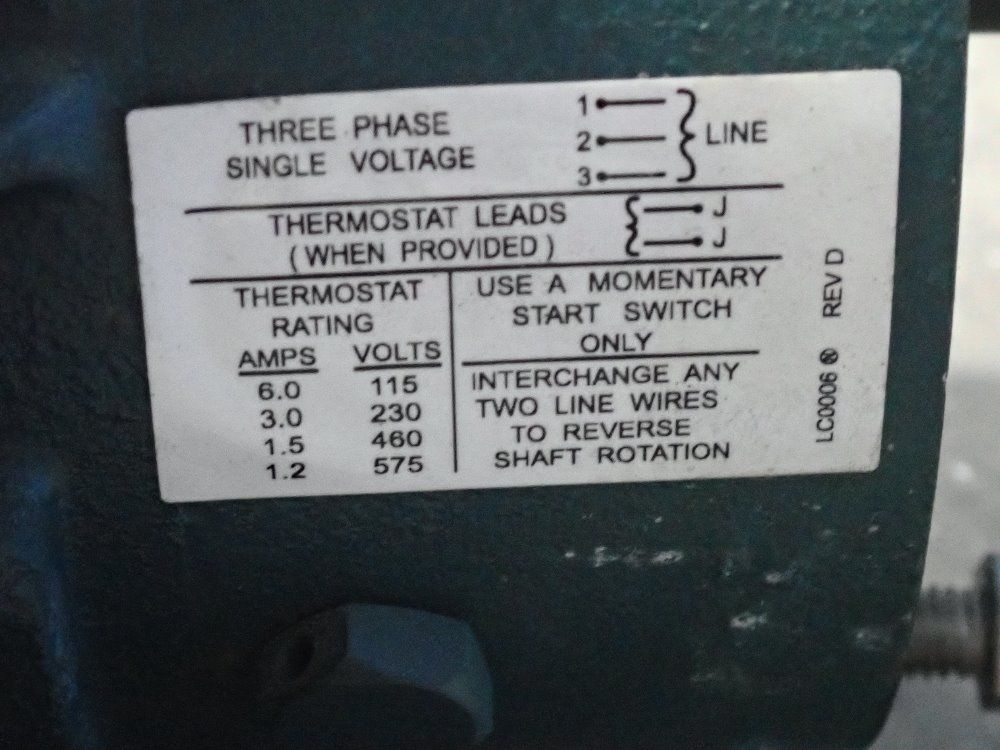 THREE PHASE
SINGLE VOLTAGE
1
2
3
LINE
THERMOSTAT LEADS
(WHEN PROVIDED)
J
J
THERMOSTAT
RATING
AMPS VOLTS
6.0 115
3.0 230
1.5 460
1.2 575
USE A MOMENTARY
START SWITCH
ONLY
INTERCHANGE ANY
TWO LINE WIRES
TO REVERSE
SHAFT ROTATION
LC0006 ® REV D